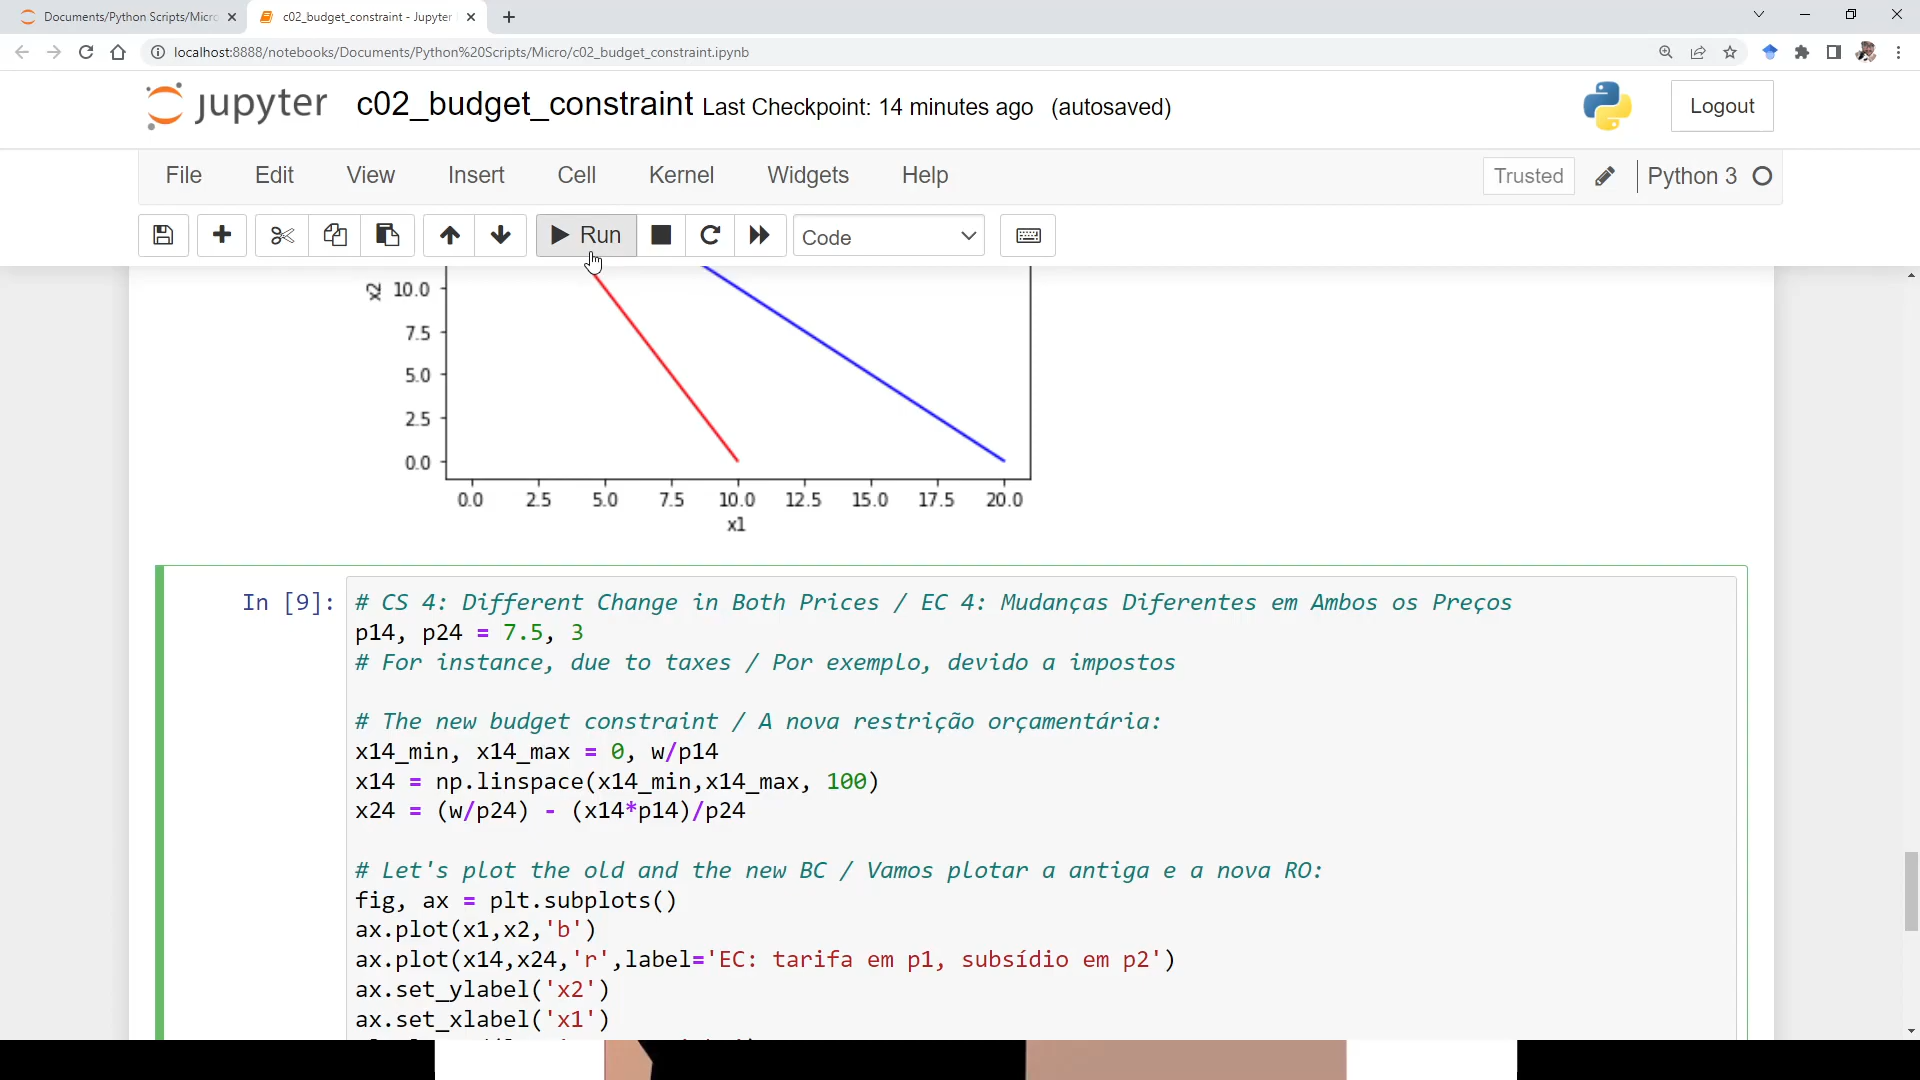 Documents/Python Scripts/Micro
c02_budget_constraint - Jupyter
localhost:8888/notebooks/Documents/Python%20Scripts/Micro/c02_budget_constraint.ipynb
jupyter c02_budget_constraint Last Checkpoint: 14 minutes ago (autosaved)
Logout
File Edit View Insert Cell Kernel Widgets Help
Trusted
Python 3
Run
Code
x2
10.0
7.5
5.0
2.5
0.0
0.0 2.5 5.0 7.5 10.0 12.5 15.0 17.5 20.0
x1
In [9]: # CS 4: Different Change in Both Prices / EC 4: Mudanças Diferentes em Ambos os Preços
p14, p24 = 7.5, 3
# For instance, due to taxes / Por exemplo, devido a impostos
# The new budget constraint / A nova restrição orçamentária:
x14_min, x14_max = 0, w/p14
x14 = np.linspace(x14_min,x14_max, 100)
x24 = (w/p24) - (x14*p14)/p24
# Let's plot the old and the new BC / Vamos plotar a antiga e a nova RO:
fig, ax = plt.subplots()
ax.plot(x1,x2,'b')
ax.plot(x14,x24,'r',label='EC: tarifa em p1, subsídio em p2')
ax.set_ylabel('x2')
ax.set_xlabel('x1')